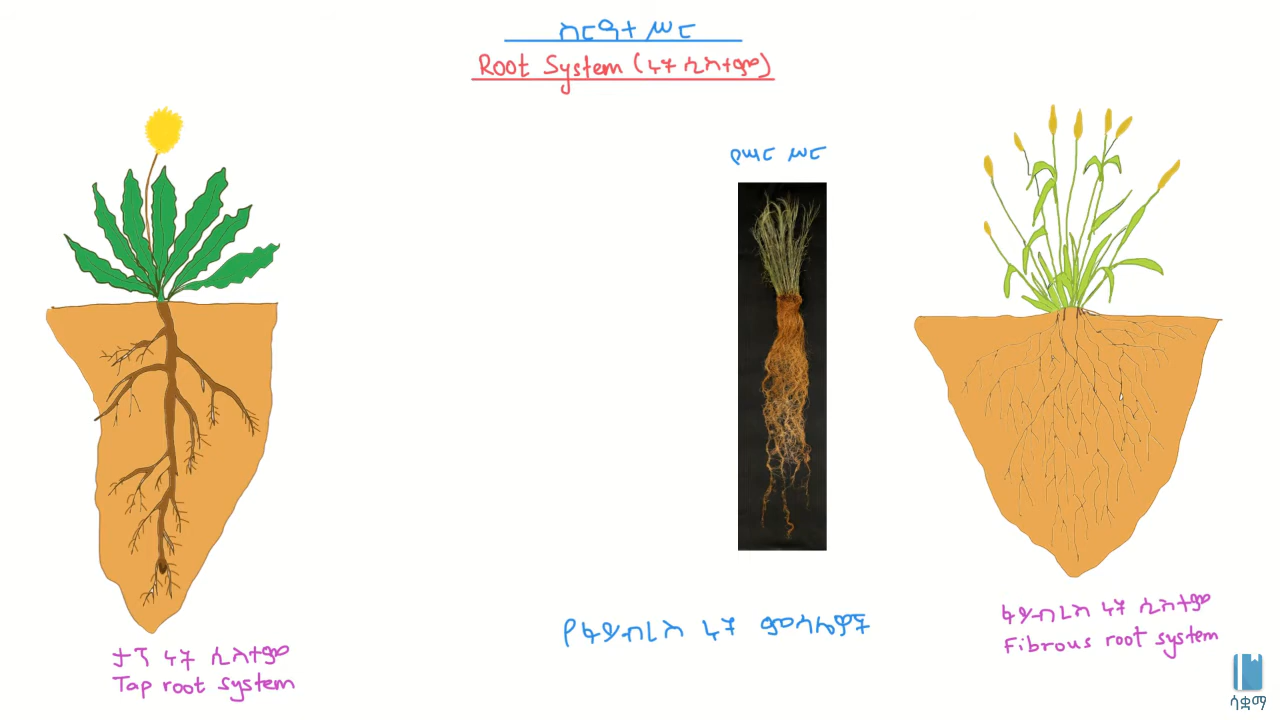 ስርዓተ ሥር
Root System (ሩት ሲስተም)
የሣር ሥር
ታፕ ሩት ሲስተም
Tap root system
የፋይብረስ ሩት ምሳሌዎች
ፋይብረስ ሩት ሲስተም
Fibrous root system
ሳቋማ